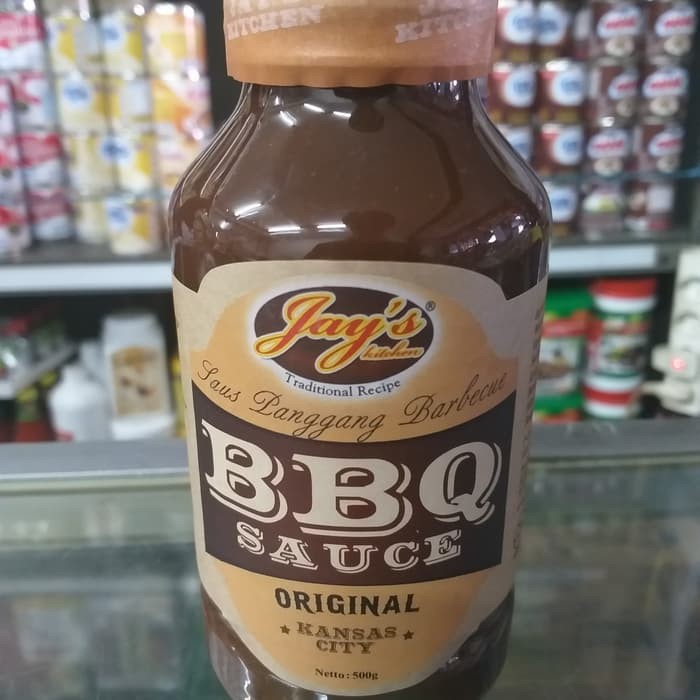 KITCHEN
KITCHEN
Jay's®
kitchen
Traditional Recipe
Saus Panggang Barbecue
BBQ
SAUCE
ORIGINAL
KANSAS
CITY
Netto : 500g